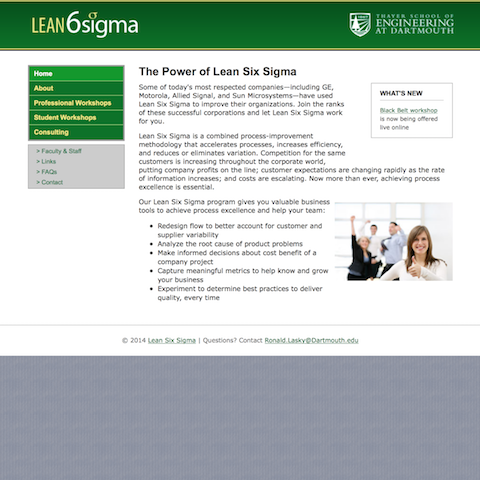 LEAN6σsigma
THAYER SCHOOL OF
ENGINEERING
AT DARTMOUTH
Home
About
Professional Workshops
Student Workshops
Consulting
> Faculty & Staff
> Links
> FAQs
> Contact
The Power of Lean Six Sigma
Some of today's most respected companies—including GE,
Motorola, Allied Signal, and Sun Microsystems—have used
Lean Six Sigma to improve their organizations. Join the ranks
of these successful corporations and let Lean Sigma work
for you.
Lean Six Sigma is a combined process-improvement
methodology that accelerates processes, increases efficiency,
and reduces or eliminates variation. Competition for the same
customers is increasing throughout the corporate world,
putting company profits on the line; customer expectations are changing rapidly as the rate
of information increases; and costs are escalating. Now more than ever, achieving process
excellence is essential.
Our Lean Six Sigma program gives you valuable business
tools to achieve process excellence and help your team:
• Redesign flow to better account for customer and
supplier variability
• Analyze the root cause of product problems
• Make informed decisions about cost benefit of a
company project
• Capture meaningful metrics to help know and grow
your business
• Experiment to determine best practices to deliver
quality, every time
WHAT'S NEW
Black Belt workshop
is now being offered
live online
© 2014 Lean Six Sigma | Questions? Contact Ronald.Lasky@Dartmouth.edu